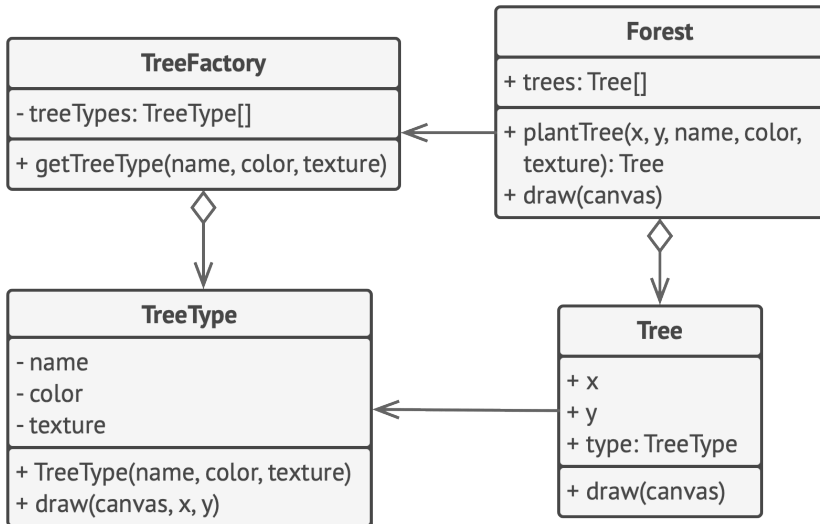 TreeFactory
- treeTypes: TreeType[]
+ getTreeType(name, color, texture)
Forest
+ trees: Tree[]
+ plantTree(x, y, name, color,
texture): Tree
+ draw(canvas)
TreeType
- name
- color
- texture
+ TreeType(name, color, texture)
+ draw(canvas, x, y)
Tree
+ x
+ y
+ type: TreeType
+ draw(canvas)